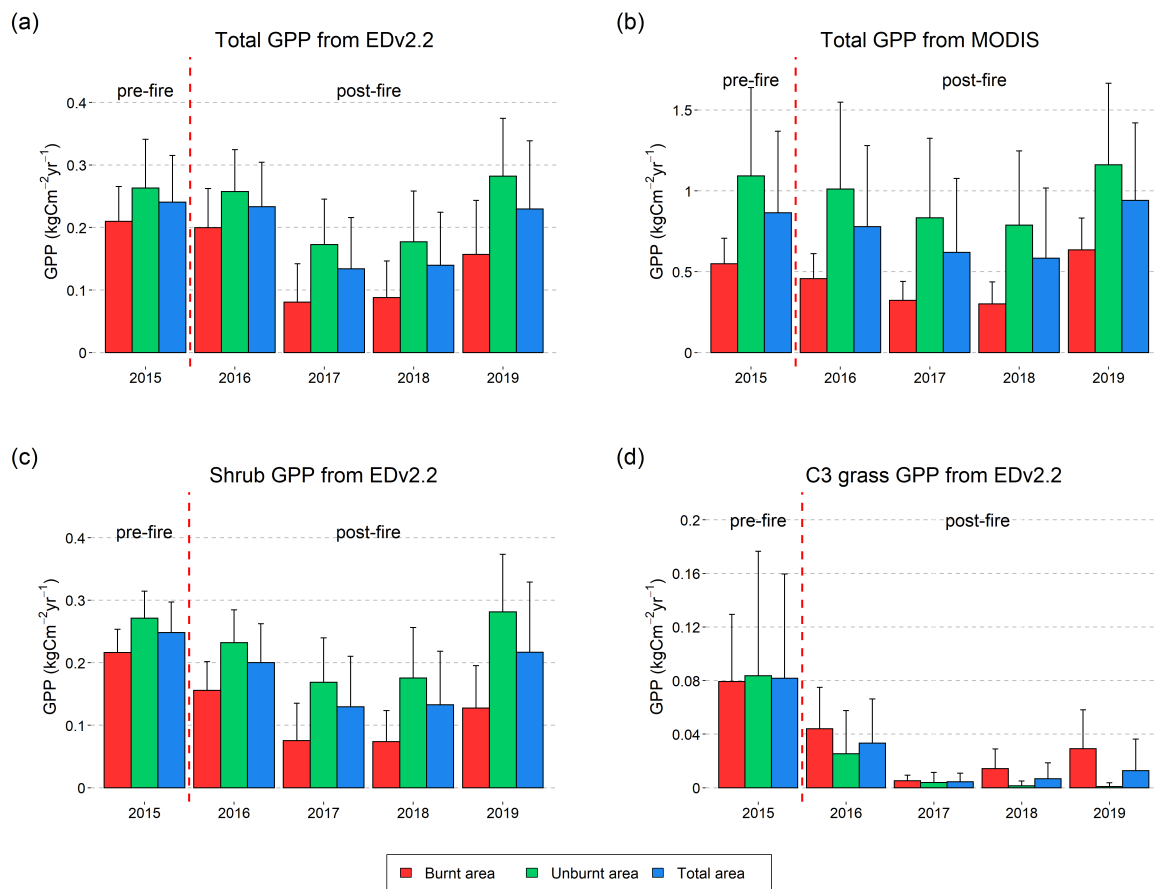 (a)
Total GPP from EDv2.2
pre-fire
post-fire
GPP (kgCm⁻²yr⁻¹)
0.4
0.3
0.2
0.1
0
2015
2016
2017
2018
2019
(b)
Total GPP from MODIS
pre-fire
post-fire
GPP (kgCm⁻²yr⁻¹)
1.5
1
0.5
0
2015
2016
2017
2018
2019
(c)
Shrub GPP from EDv2.2
pre-fire
post-fire
GPP (kgCm⁻²yr⁻¹)
0.4
0.3
0.2
0.1
0
2015
2016
2017
2018
2019
(d)
C3 grass GPP from EDv2.2
pre-fire
post-fire
GPP (kgCm⁻²yr⁻¹)
0.2
0.16
0.12
0.08
0.04
0
2015
2016
2017
2018
2019
Burnt area Unburnt area Total area